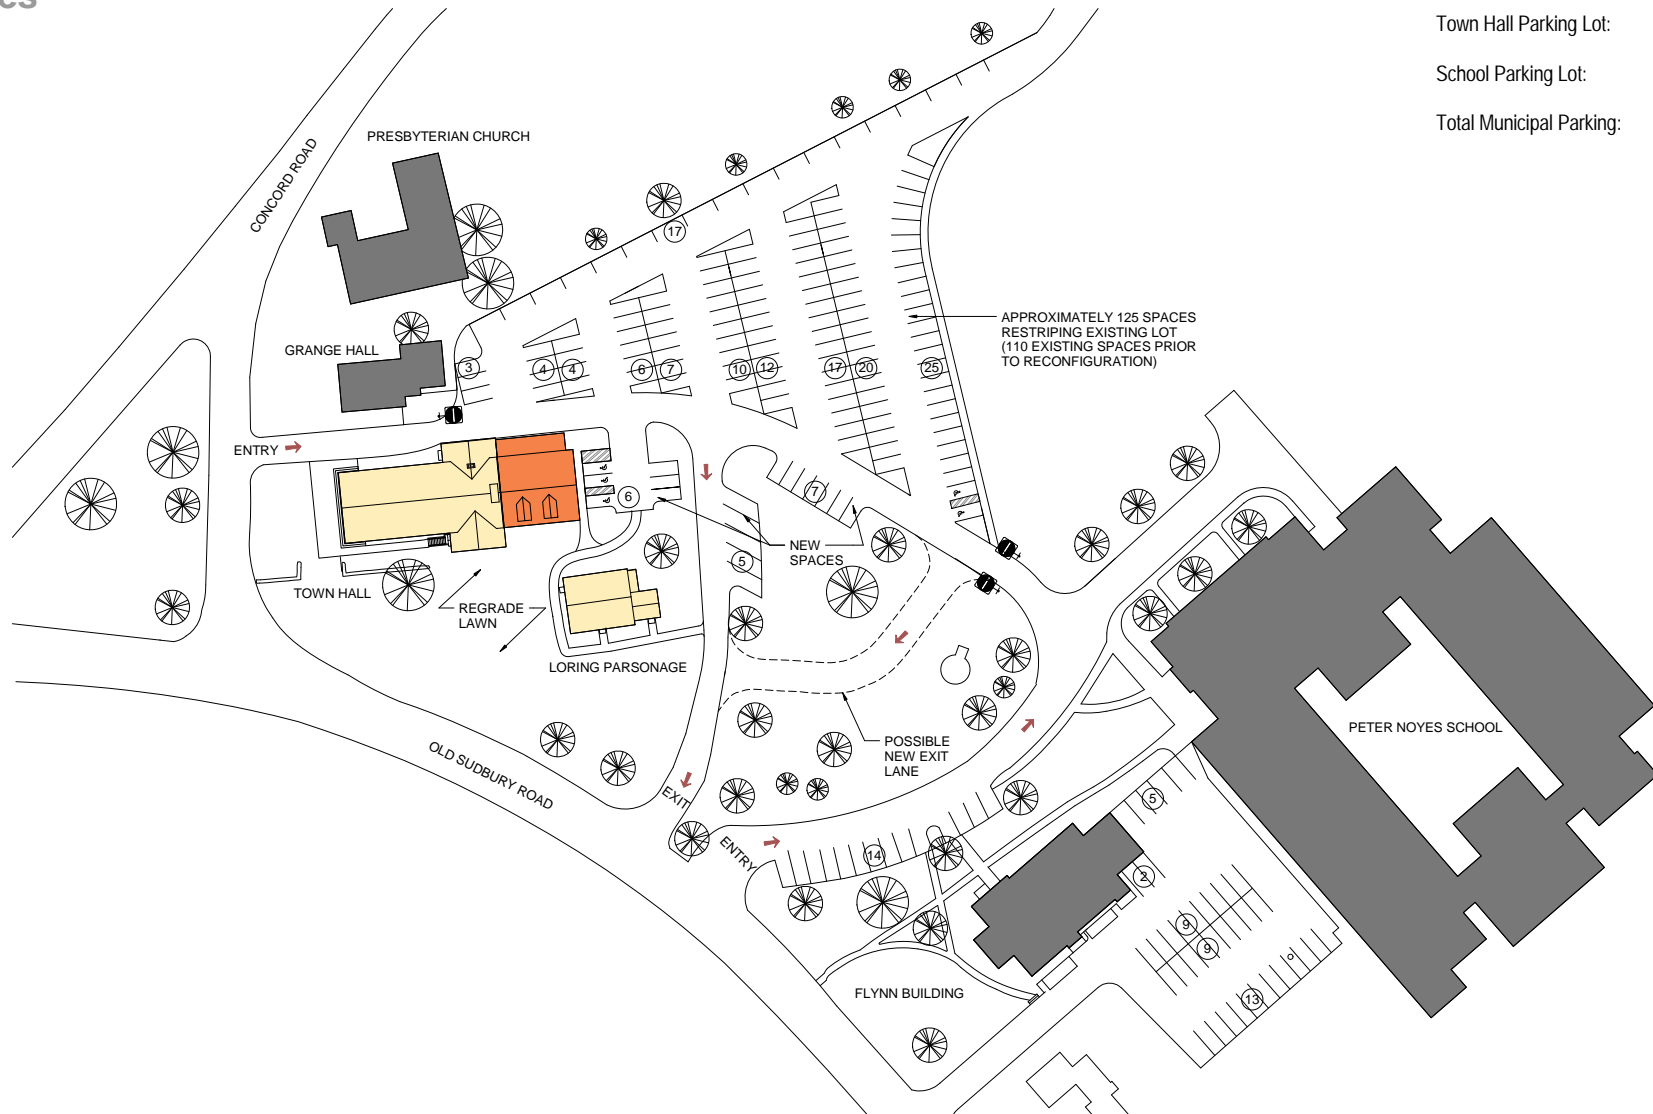 es
Town Hall Parking Lot:
School Parking Lot:
Total Municipal Parking:
PRESBYTERIAN CHURCH
CONCORD ROAD
17
APPROXIMATELY 125 SPACES
RESTRIPING EXISTING LOT
(110 EXISTING SPACES PRIOR
TO RECONFIGURATION)
GRANGE HALL
3
4
4
6
7
10
12
17
20
25
ENTRY
6
7
NEW
SPACES
5
TOWN HALL
REGRADE
LAWN
LORING PARSONAGE
POSSIBLE
NEW EXIT
LANE
PETER NOYES SCHOOL
OLD SUDBURY ROAD
EXIT
ENTRY
14
5
2
9
9
13
FLYNN BUILDING